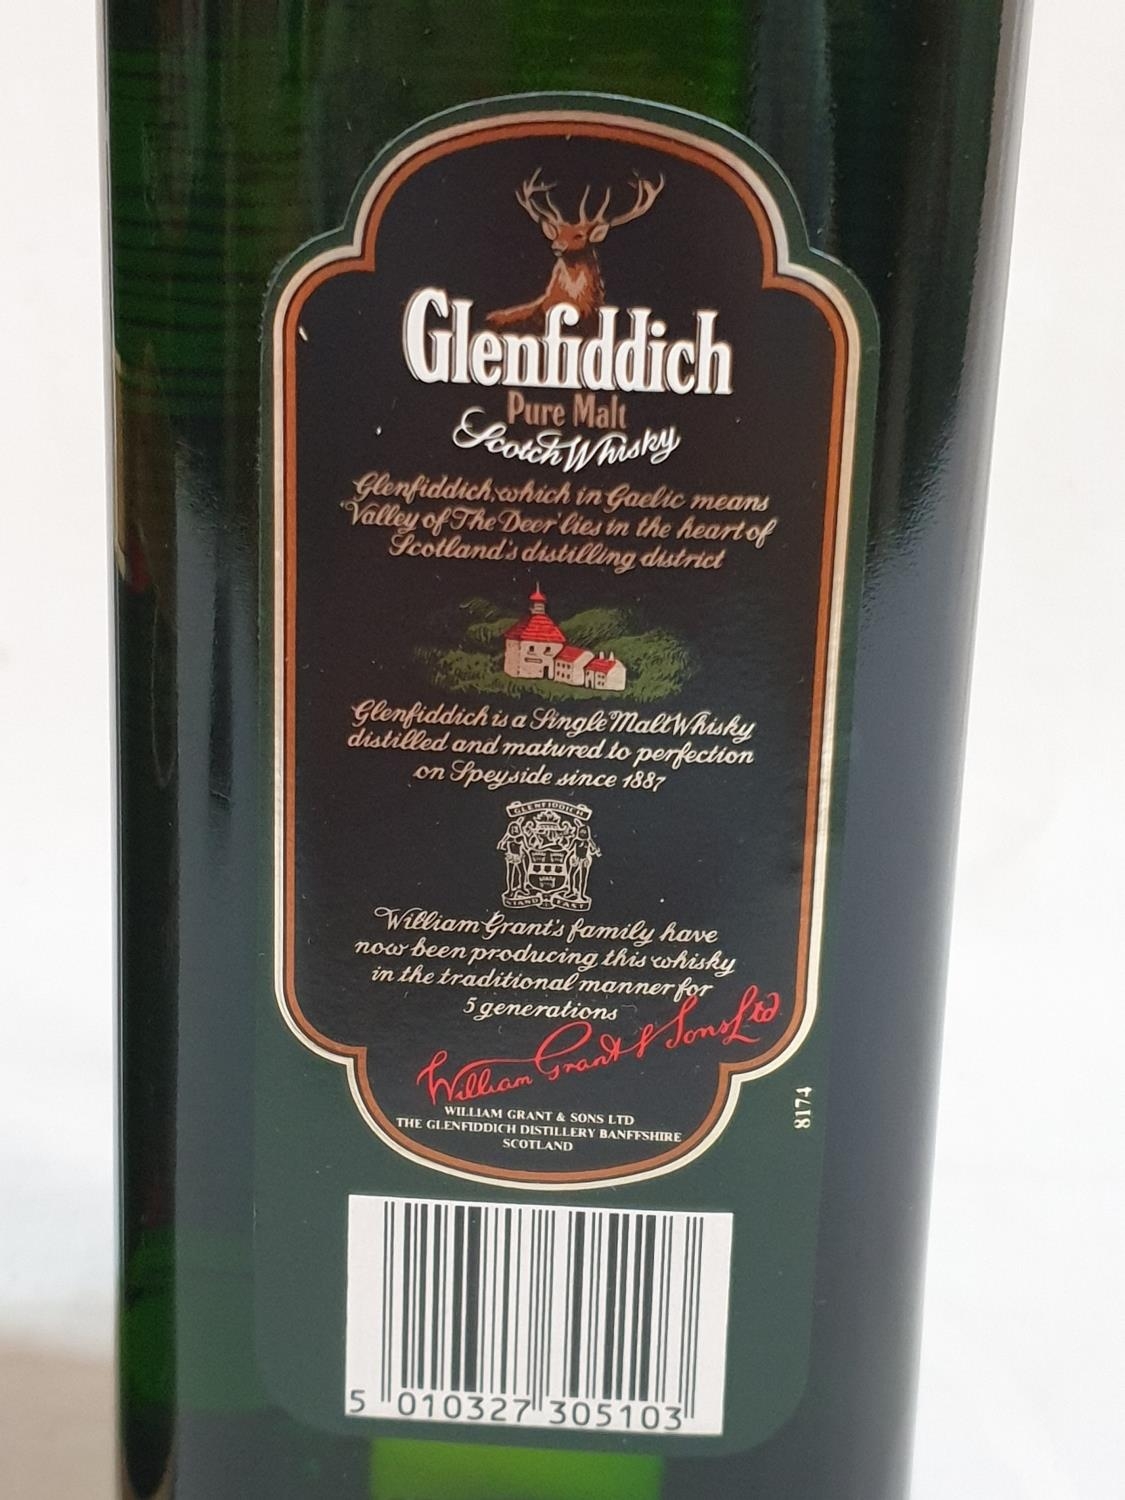 Glenfiddich
Pure Malt
Scotch Whisky
Glenfiddich, which in Gaelic means
'Valley of The Deer' lies in the heart of
Scotland's distilling district
Glenfiddich is a Single Malt Whisky
distilled and matured to perfection
on Speyside since 1887
GLENFIDDICH
STAND FAST
William Grant's family have
now been producing this whisky
in the traditional manner for
5 generations
William Grant & Sons Ltd
WILLIAM GRANT & SONS LTD
THE GLENFIDDICH DISTILLERY BANFFSHIRE
SCOTLAND
8174
5 010327 305103